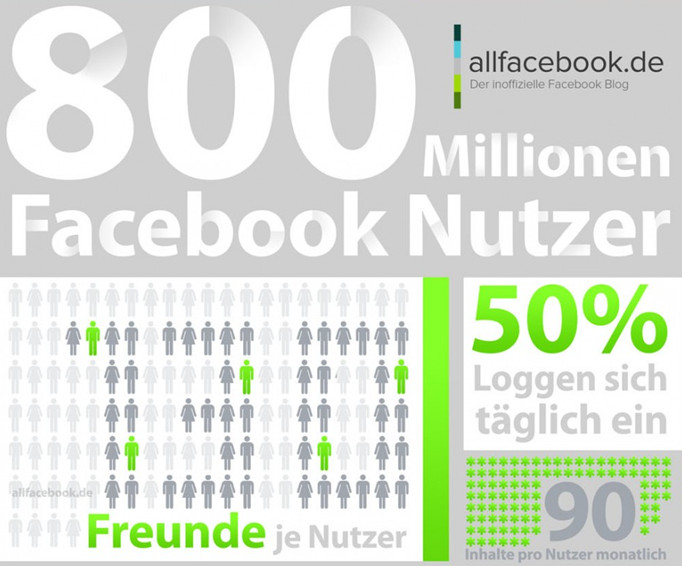 800
allfacebook.de
Der inoffizielle Facebook Blog
Millionen
Facebook Nutzer
130
allfacebook.de
Freunde je Nutzer
50%
Loggen sich
täglich ein
90
Inhalte pro Nutzer monatlich